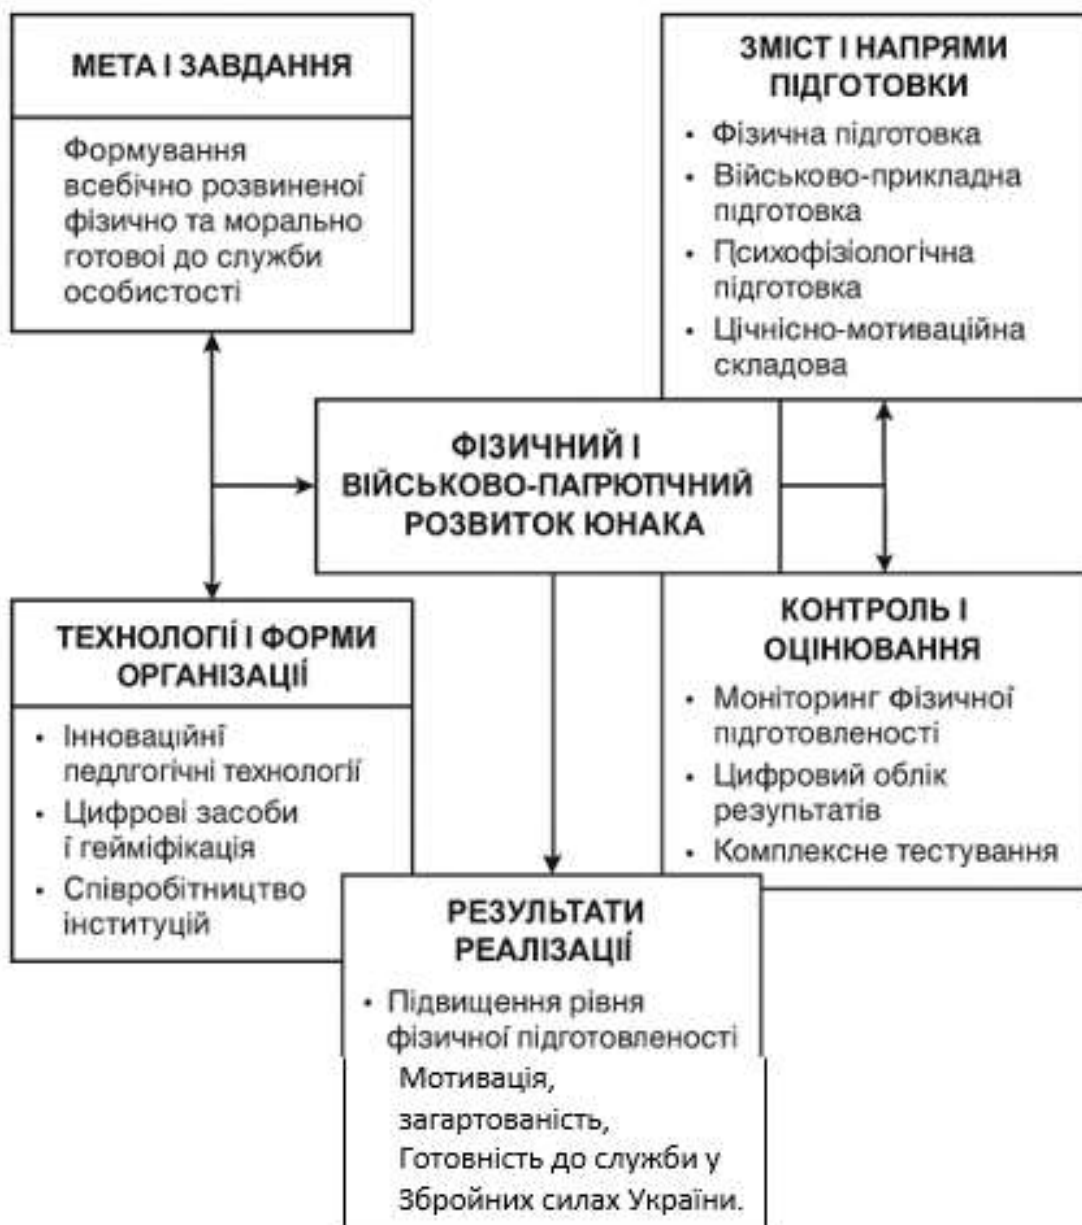 МЕТА І ЗАВДАННЯ
Формування
всебічно розвиненої
фізично та морально
готової до служби
особистості
ЗМІСТ І НАПРЯМИ
ПІДГОТОВКИ
• Фізична підготовка
• Військово-прикладна
підготовка
• Психофізіологічна
підготовка
• Цічнісно-мотиваційна
складова
ФІЗИЧНИЙ І
ВІЙСЬКОВО-ПАГРЮТІЧНИЙ
РОЗВИТОК ЮНАКА
ТЕХНОЛОГІЇ І ФОРМИ
ОРГАНІЗАЦІЇ
• Інноваційні
педлгогічні технології
• Цифрові засоби
ї гейміфікація
• Співробітництво
інституцій
КОНТРОЛЬ І
ОЦІНЮВАННЯ
• Моніторинг Фізичної
підготовленості
• Цифровий облік
результатів
• Комплексне тестування
РЕЗУЛЬТАТИ
РЕАЛІЗАЦІЇ
• Підвищення рівня
фізичної підготовленості
Мотивація,
загартованість,
Готовність до служби у
Збройних силах України.